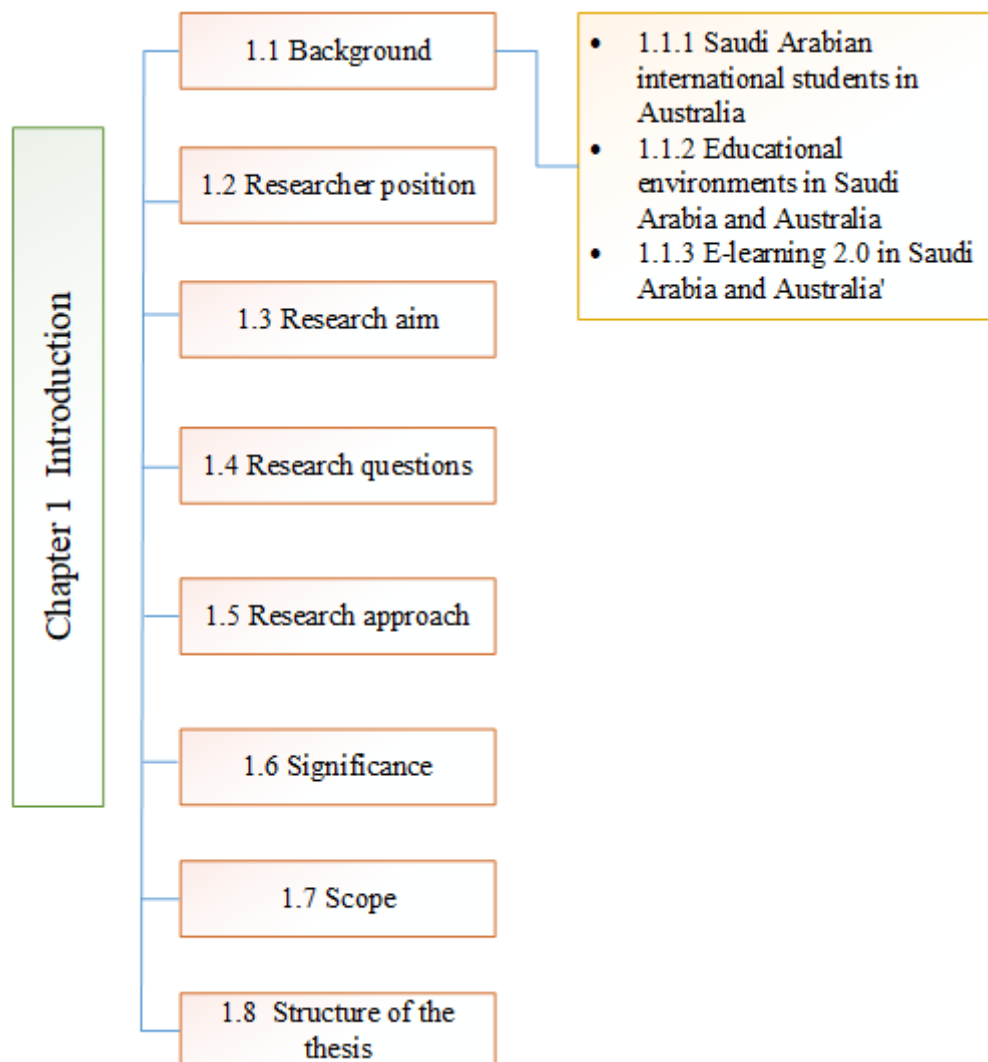 Chapter 1 Introduction
1.1 Background
• 1.1.1 Saudi Arabian
international students in
Australia
• 1.1.2 Educational
environments in Saudi
Arabia and Australia
• 1.1.3 E-learning 2.0 in Saudi
Arabia and Australia'
1.2 Researcher position
1.3 Research aim
1.4 Research questions
1.5 Research approach
1.6 Significance
1.7 Scope
1.8 Structure of the
thesis